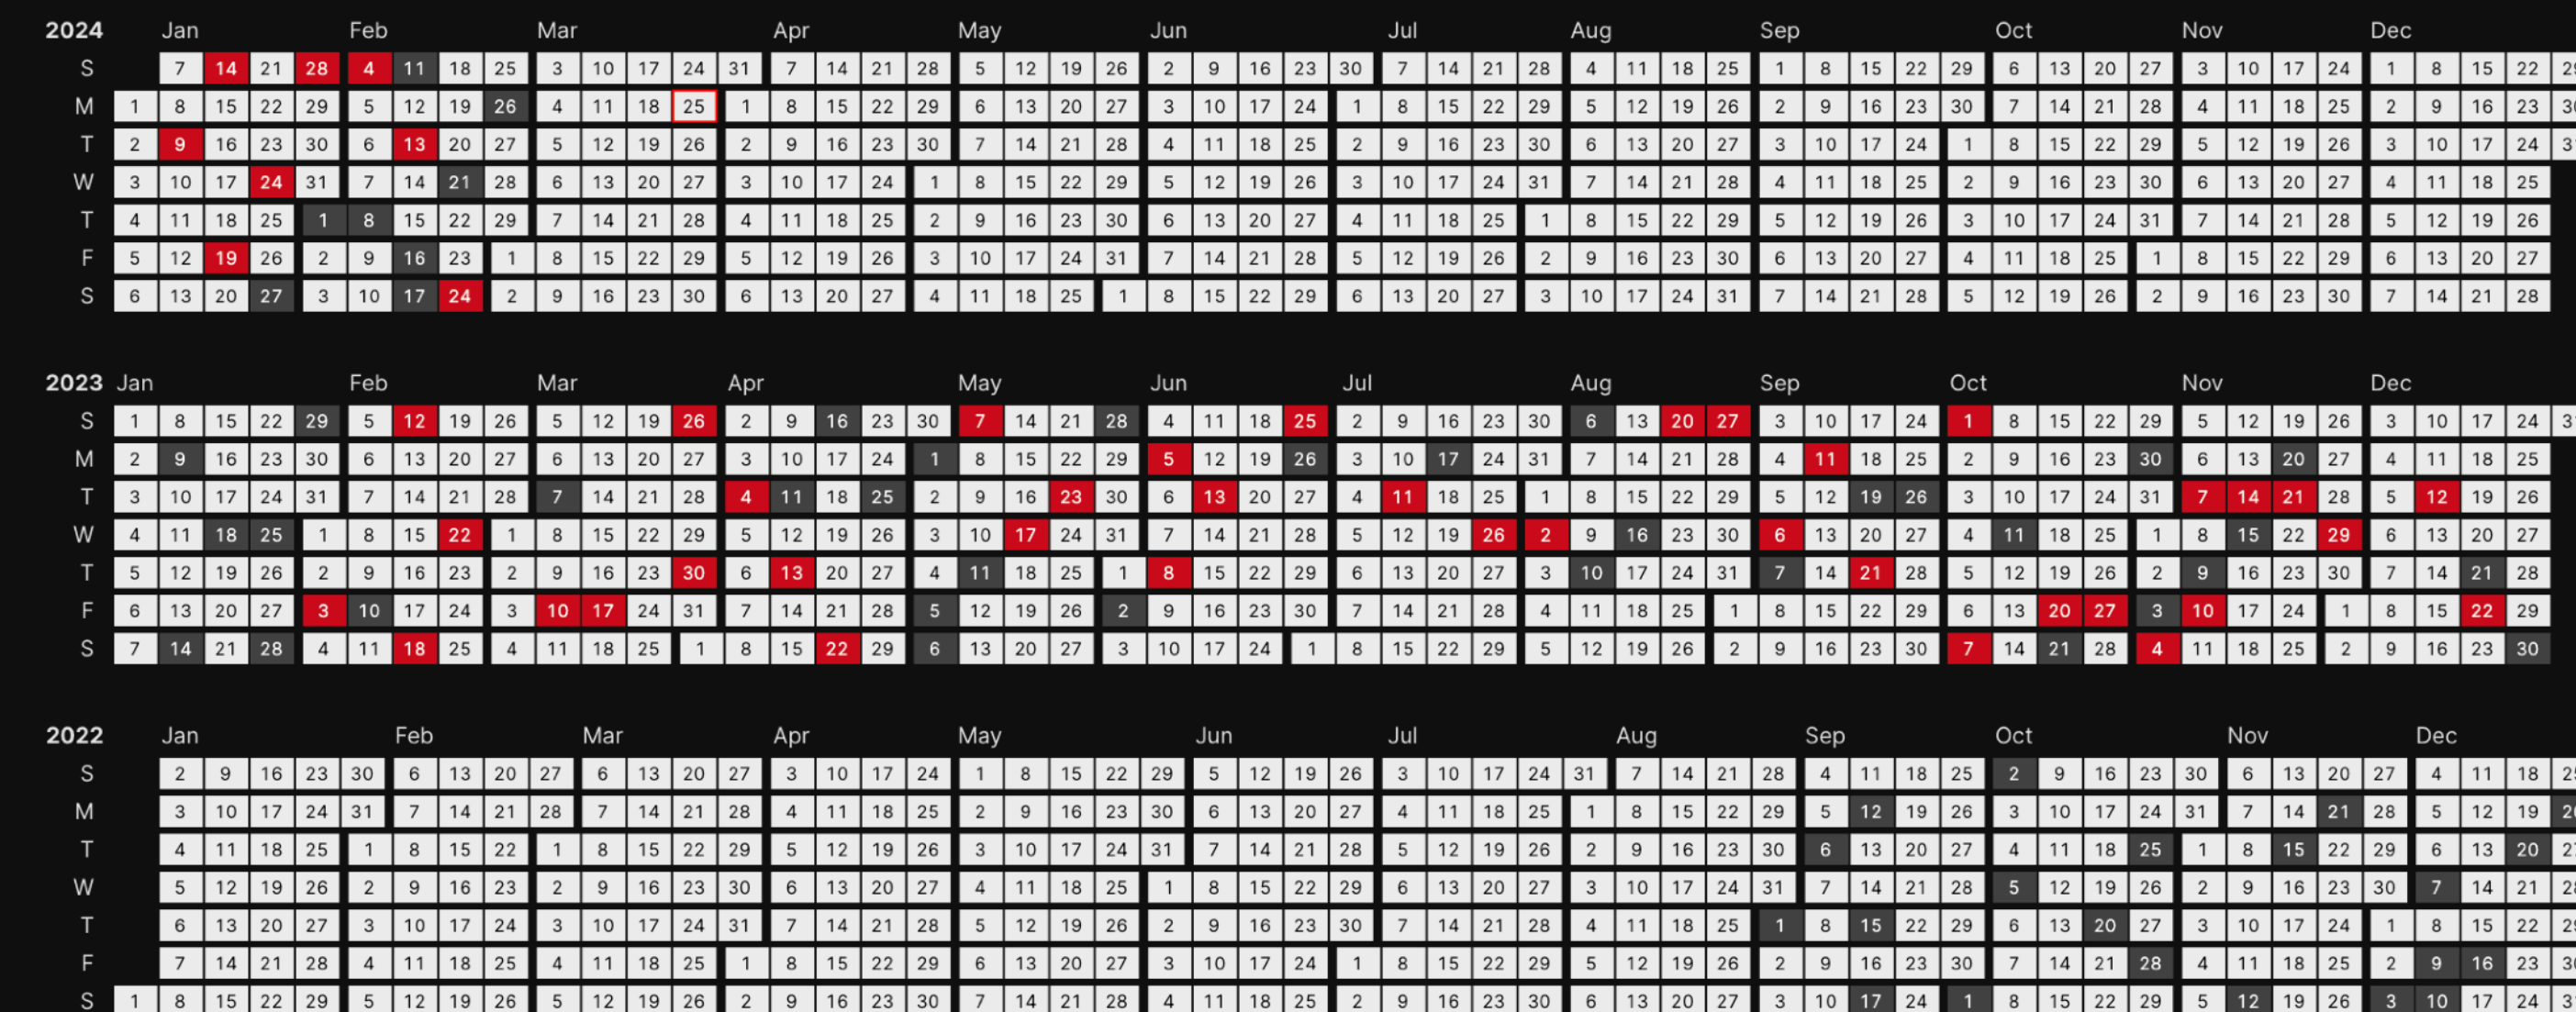 2024 Jan Feb Mar Apr May Jun Jul Aug Sep Oct Nov Dec
S 7 14 21 28 4 11 18 25 3 10 17 24 31 7 14 21 28 5 12 19 26 2 9 16 23 30 7 14 21 28 4 11 18 25 1 8 15 22 29 6 13 20 27 3 10 17 24 1 8 15 22
M 1 8 15 22 29 5 12 19 26 4 11 18 25 1 8 15 22 29 6 13 20 27 3 10 17 24 1 8 15 22 29 5 12 19 26 2 9 16 23 30 7 14 21 28 4 11 18 25 2 9 16 23
T 2 9 16 23 30 6 13 20 27 5 12 19 26 2 9 16 23 30 7 14 21 28 4 11 18 25 2 9 16 23 30 6 13 20 27 3 10 17 24 1 8 15 22 29 5 12 19 26 3 10 17 24
W 3 10 17 24 31 7 14 21 28 6 13 20 27 3 10 17 24 1 8 15 22 29 5 12 19 26 3 10 17 24 31 7 14 21 28 4 11 18 25 2 9 16 23 30 6 13 20 27 4 11 18 25
T 4 11 18 25 1 8 15 22 29 7 14 21 28 4 11 18 25 2 9 16 23 30 6 13 20 27 4 11 18 25 1 8 15 22 29 5 12 19 26 3 10 17 24 31 7 14 21 28 5 12 19 26
F 5 12 19 26 2 9 16 23 1 8 15 22 29 5 12 19 26 3 10 17 24 31 7 14 21 28 5 12 19 26 2 9 16 23 30 6 13 20 27 4 11 18 25 1 8 15 22 29 6 13 20 27
S 6 13 20 27 3 10 17 24 2 9 16 23 30 6 13 20 27 4 11 18 25 1 8 15 22 29 6 13 20 27 3 10 17 24 31 7 14 21 28 5 12 19 26 2 9 16 23 30 7 14 21 28
2023 Jan Feb Mar Apr May Jun Jul Aug Sep Oct Nov Dec
S 1 8 15 22 29 5 12 19 26 5 12 19 26 2 9 16 23 30 7 14 21 28 4 11 18 25 2 9 16 23 30 6 13 20 27 3 10 17 24 1 8 15 22 29 5 12 19 26 3 10 17 24
M 2 9 16 23 30 6 13 20 27 6 13 20 27 3 10 17 24 1 8 15 22 29 5 12 19 26 3 10 17 24 31 7 14 21 28 4 11 18 25 2 9 16 23 30 6 13 20 27 4 11 18 25
T 3 10 17 24 31 7 14 21 28 7 14 21 28 4 11 18 25 2 9 16 23 30 6 13 20 27 4 11 18 25 1 8 15 22 29 5 12 19 26 3 10 17 24 31 7 14 21 28 5 12 19 26
W 4 11 18 25 1 8 15 22 1 8 15 22 29 5 12 19 26 3 10 17 24 31 7 14 21 28 5 12 19 26 2 9 16 23 30 6 13 20 27 4 11 18 25 1 8 15 22 29 6 13 20 27
T 5 12 19 26 2 9 16 23 2 9 16 23 30 6 13 20 27 4 11 18 25 1 8 15 22 29 6 13 20 27 3 10 17 24 31 7 14 21 28 5 12 19 26 2 9 16 23 30 7 14 21 28
F 6 13 20 27 3 10 17 24 3 10 17 24 31 7 14 21 28 5 12 19 26 2 9 16 23 30 7 14 21 28 4 11 18 25 1 8 15 22 29 6 13 20 27 3 10 17 24 1 8 15 22 29
S 7 14 21 28 4 11 18 25 4 11 18 25 1 8 15 22 29 6 13 20 27 3 10 17 24 1 8 15 22 29 5 12 19 26 2 9 16 23 30 7 14 21 28 4 11 18 25 2 9 16 23 30
2022 Jan Feb Mar Apr May Jun Jul Aug Sep Oct Nov Dec
S 2 9 16 23 30 6 13 20 27 6 13 20 27 3 10 17 24 1 8 15 22 29 5 12 19 26 3 10 17 24 31 7 14 21 28 4 11 18 25 2 9 16 23 30 6 13 20 27 4 11 18
M 3 10 17 24 31 7 14 21 28 7 14 21 28 4 11 18 25 2 9 16 23 30 6 13 20 27 4 11 18 25 1 8 15 22 29 5 12 19 26 3 10 17 24 31 7 14 21 28 5 12 19
T 4 11 18 25 1 8 15 22 1 8 15 22 29 5 12 19 26 3 10 17 24 31 7 14 21 28 5 12 19 26 2 9 16 23 30 6 13 20 27 4 11 18 25 1 8 15 22 29 6 13 20
W 5 12 19 26 2 9 16 23 2 9 16 23 30 6 13 20 27 4 11 18 25 1 8 15 22 29 6 13 20 27 3 10 17 24 31 7 14 21 28 5 12 19 26 2 9 16 23 30 7 14 21
T 6 13 20 27 3 10 17 24 3 10 17 24 31 7 14 21 28 5 12 19 26 2 9 16 23 30 7 14 21 28 4 11 18 25 1 8 15 22 29 6 13 20 27 3 10 17 24 1 8 15 22
F 7 14 21 28 4 11 18 25 4 11 18 25 1 8 15 22 29 6 13 20 27 3 10 17 24 1 8 15 22 29 5 12 19 26 2 9 16 23 30 7 14 21 28 4 11 18 25 2 9 16 23
S 1 8 15 22 29 5 12 19 26 5 12 19 26 2 9 16 23 30 7 14 21 28 4 11 18 25 2 9 16 23 30 6 13 20 27 3 10 17 24 1 8 15 22 29 5 12 19 26 3 10 17 24